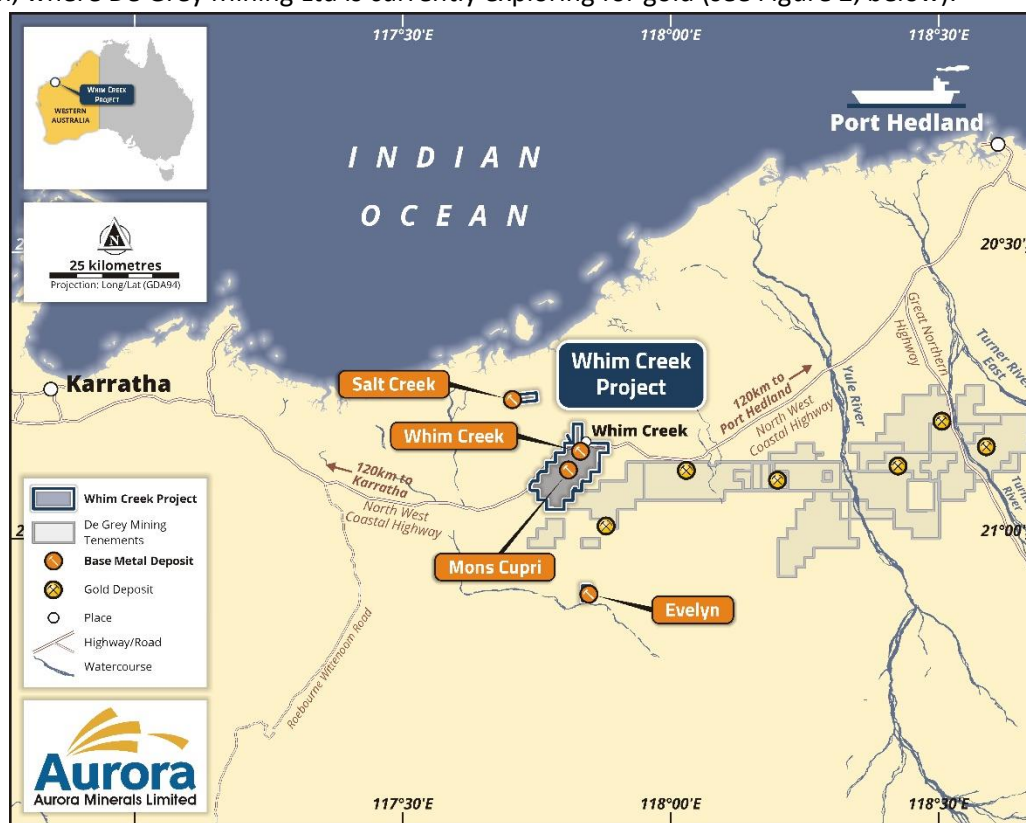 where De Grey Mining Ltd is currently exploring for gold (see Figure 2, below).
117°30'E
118°00'E
118°30'E
WHIM CREEK
PROJECT
WESTERN
AUSTRALIA
Port Hedland
INDIAN
OCEAN
N
25 kilometres
Projection: Long/Lat (GDA94)
20°30'
Great Northern
Highway
Turner River
East
Karratha
Salt Creek
Whim Creek
Project
120km to
Port Hedland
North West
Coastal Highway
Yule River
Whim Creek
Whim Creek
120km to
Karratha
North West
Coastal Highway
River
21°00'
Mons Cupri
Evelyn
Roebourne Wittenoom Road
Whim Creek Project
De Grey Mining
Tenements
Base Metal Deposit
Gold Deposit
Place
Highway/Road
Watercourse
Aurora
Aurora Minerals Limited
117°30'E
118°00'E
118°30'E